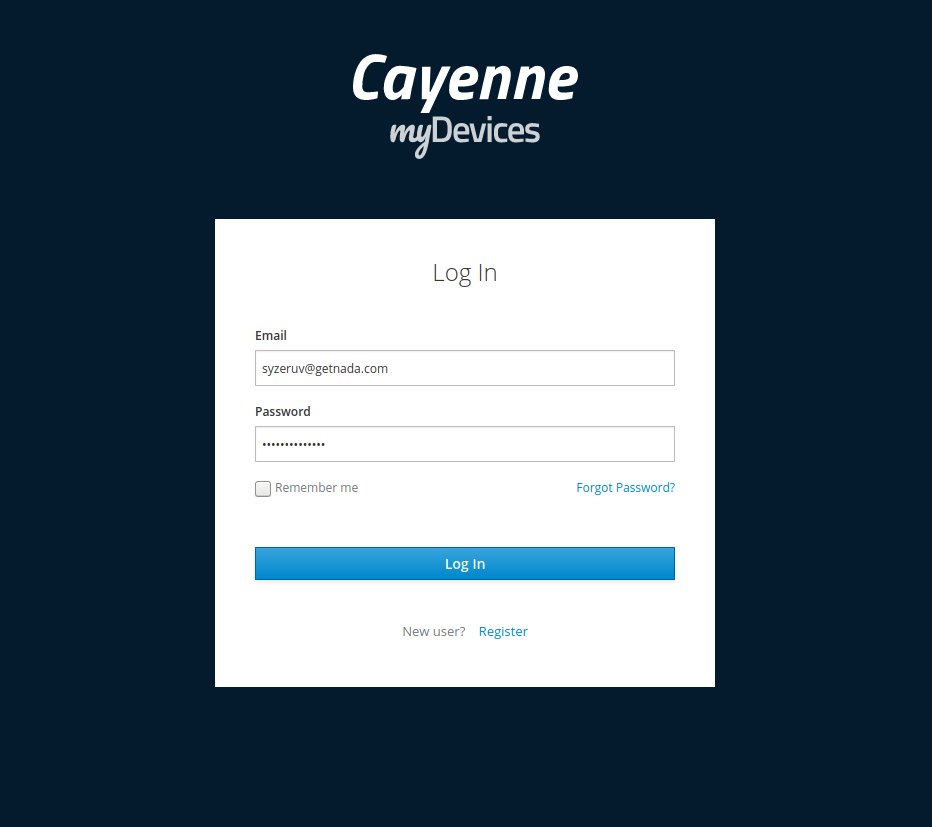 Cayenne
myDevices
Log In
Email
syzeruv@getnada.com
Password
••••••••••••••
Remember me Forgot Password?
Log In
New user? Register